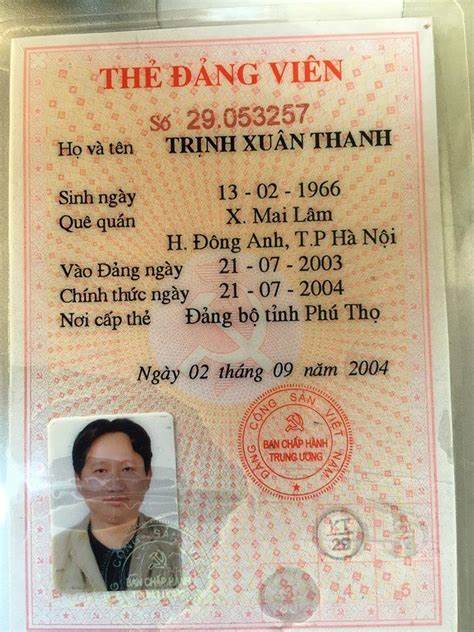 THẺ ĐẢNG VIÊN
Số 29.053257
Họ và tên TRỊNH XUÂN THANH
Sinh ngày 13 - 02 - 1966
Quê quán X. Mai Lâm
H. Đông Anh, T.P Hà Nội
Vào Đảng ngày 21 - 07 - 2003
Chính thức ngày 21 - 07 - 2004
Nơi cấp thẻ Đảng bộ tỉnh Phú Thọ
Ngày 02 tháng 09 năm 2004
ĐẢNG CỘNG SẢN VIỆT NAM
BAN CHẤP HÀNH
TRUNG ƯƠNG
BAN CHẤP HÀNH